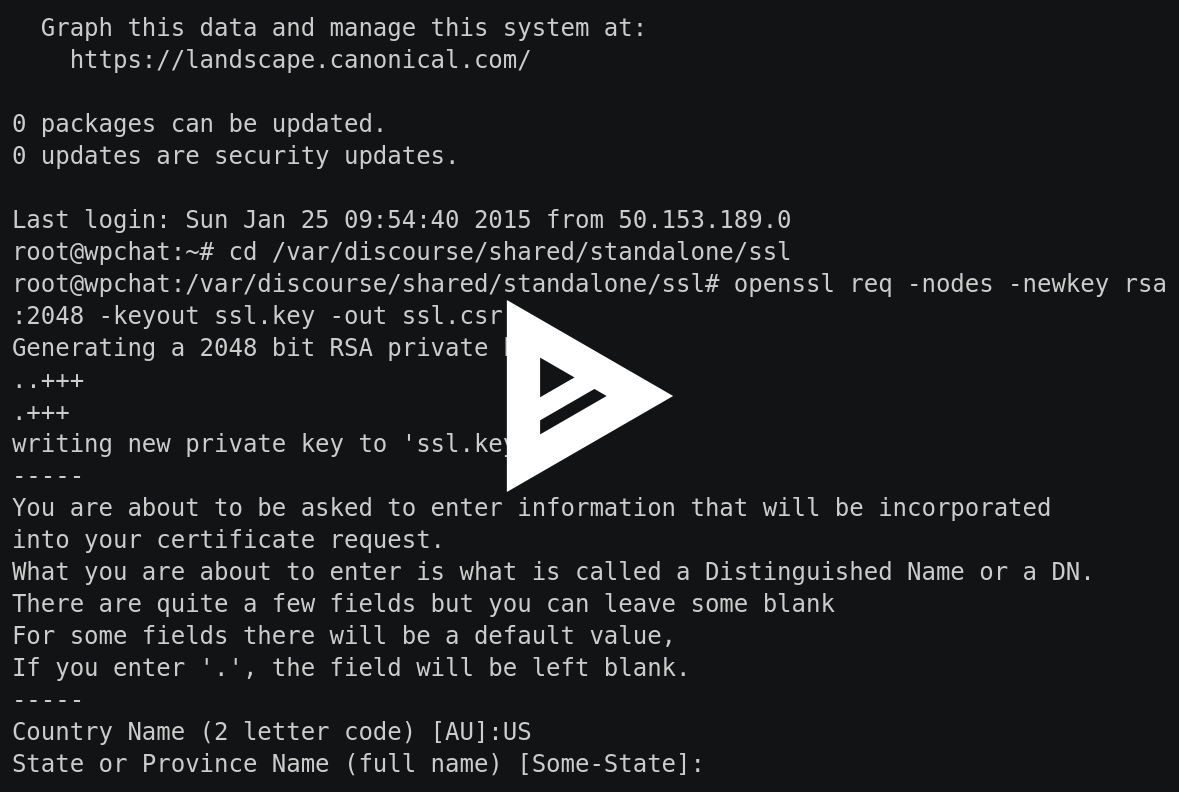 Graph this data and manage this system at:
https://landscape.canonical.com/
0 packages can be updated.
0 updates are security updates.
Last login: Sun Jan 25 09:54:40 2015 from 50.153.189.0
root@wpchat:~# cd /var/discourse/shared/standalone/ssl
root@wpchat:/var/discourse/shared/standalone/ssl# openssl req -nodes -newkey rsa
:2048 -keyout ssl.key -out ssl.csr
Generating a 2048 bit RSA private
..+++
.+++
writing new private key to 'ssl.key
-----
You are about to be asked to enter information that will be incorporated
into your certificate request.
What you are about to enter is what is called a Distinguished Name or a DN.
There are quite a few fields but you can leave some blank
For some fields there will be a default value,
If you enter '.', the field will be left blank.
-----
Country Name (2 letter code) [AU]:US
State or Province Name (full name) [Some-State]: